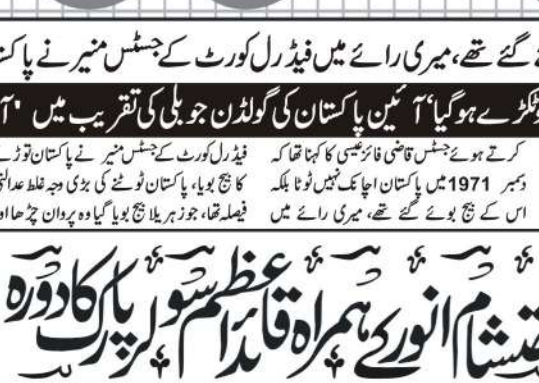 گئے تھے، میری رائے میں فیڈرل کورٹ کے جسٹس منیر نے پاکستان
ٹکڑے ہوگیا‘ آئین پاکستان کی گولڈن جوبلی کی تقریب میں
کرتے ہوئے جسٹس قاضی فائز عیسیٰ کا کہنا تھا کہ
دسمبر 1971 میں پاکستان اچانک نہیں ٹوٹا بلکہ
اس کے بیج بوئے گئے تھے، میری رائے میں
فیڈرل کورٹ کے جسٹس منیر نے پاکستان توڑنے
کا بیج بویا، پاکستان ٹوٹنے کی بڑی وجہ غلط عدالتی
فیصلہ تھا، جو زہریلا بیج بویا گیا وہ پروان چڑھا
انور کے ہمراہ قائداعظم سولر پارک کا دورہ